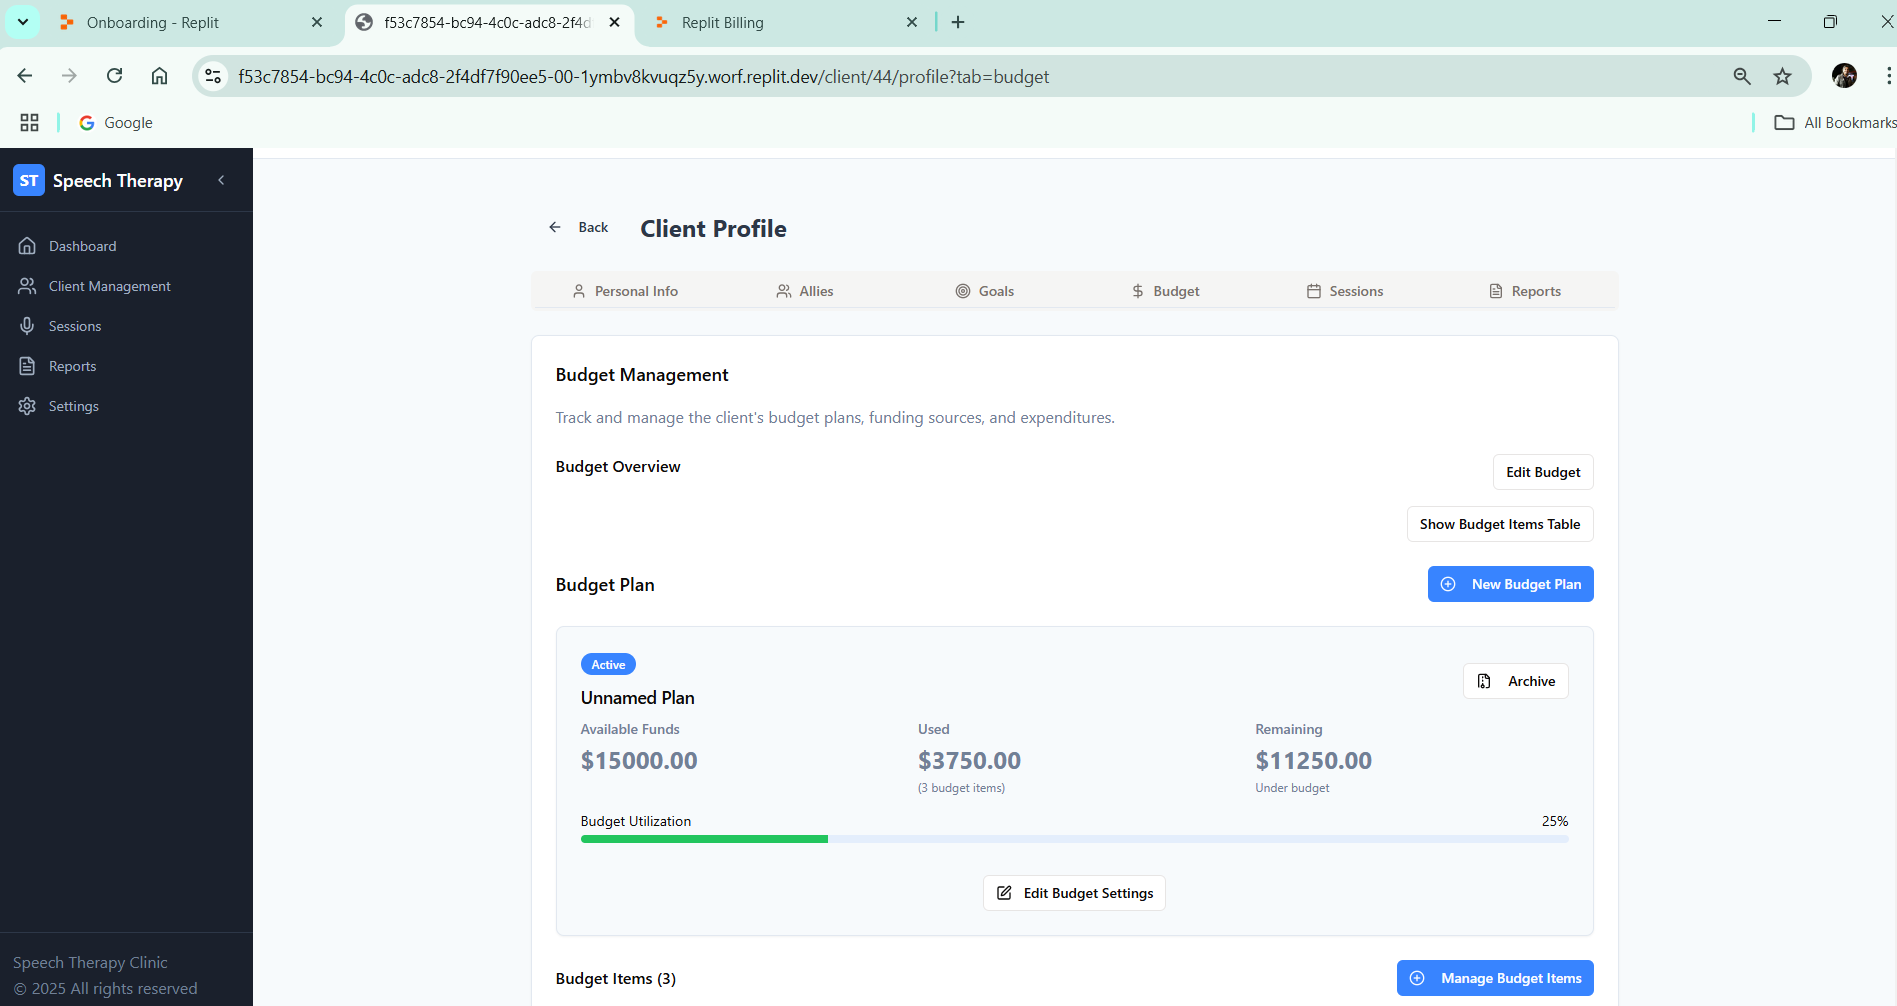 Onboarding - Replit
f53c7854-bc94-4c0c-adc8-2f4d
Replit Billing
f53c7854-bc94-4c0c-adc8-2f4df7f90ee5-00-1ymbv8kvuqz5y.worf.replit.dev/client/44/profile?tab=budget
Google
All Bookmarks
ST Speech Therapy
Dashboard
Client Management
Sessions
Reports
Settings
Speech Therapy Clinic
© 2025 All rights reserved
Back
Client Profile
Personal Info
Allies
Goals
Budget
Sessions
Reports
Budget Management
Track and manage the client's budget plans, funding sources, and expenditures.
Budget Overview
Edit Budget
Show Budget Items Table
Budget Plan
New Budget Plan
Active
Archive
Unnamed Plan
Available Funds
$15000.00
Used
$3750.00
(3 budget items)
Remaining
$11250.00
Under budget
Budget Utilization
25%
Edit Budget Settings
Budget Items (3)
Manage Budget Items